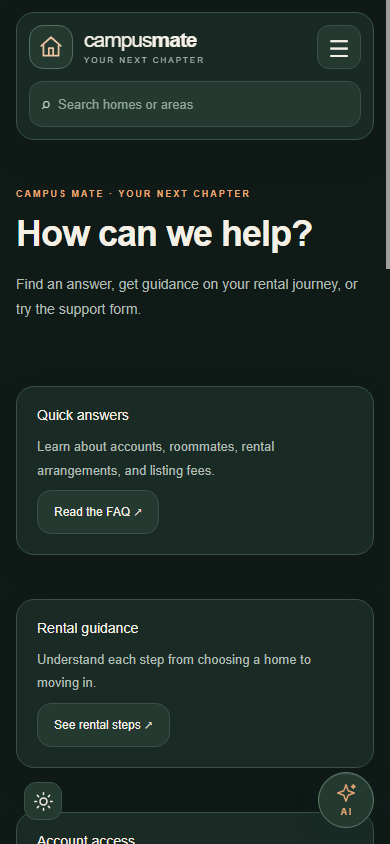 campusmate
YOUR NEXT CHAPTER
Search homes or areas
CAMPUS MATE · YOUR NEXT CHAPTER
How can we help?
Find an answer, get guidance on your rental journey, or
try the support form.
Quick answers
Learn about accounts, roommates, rental
arrangements, and listing fees.
Read the FAQ ↗
Rental guidance
Understand each step from choosing a home to
moving in.
See rental steps ↗
AI
Account access